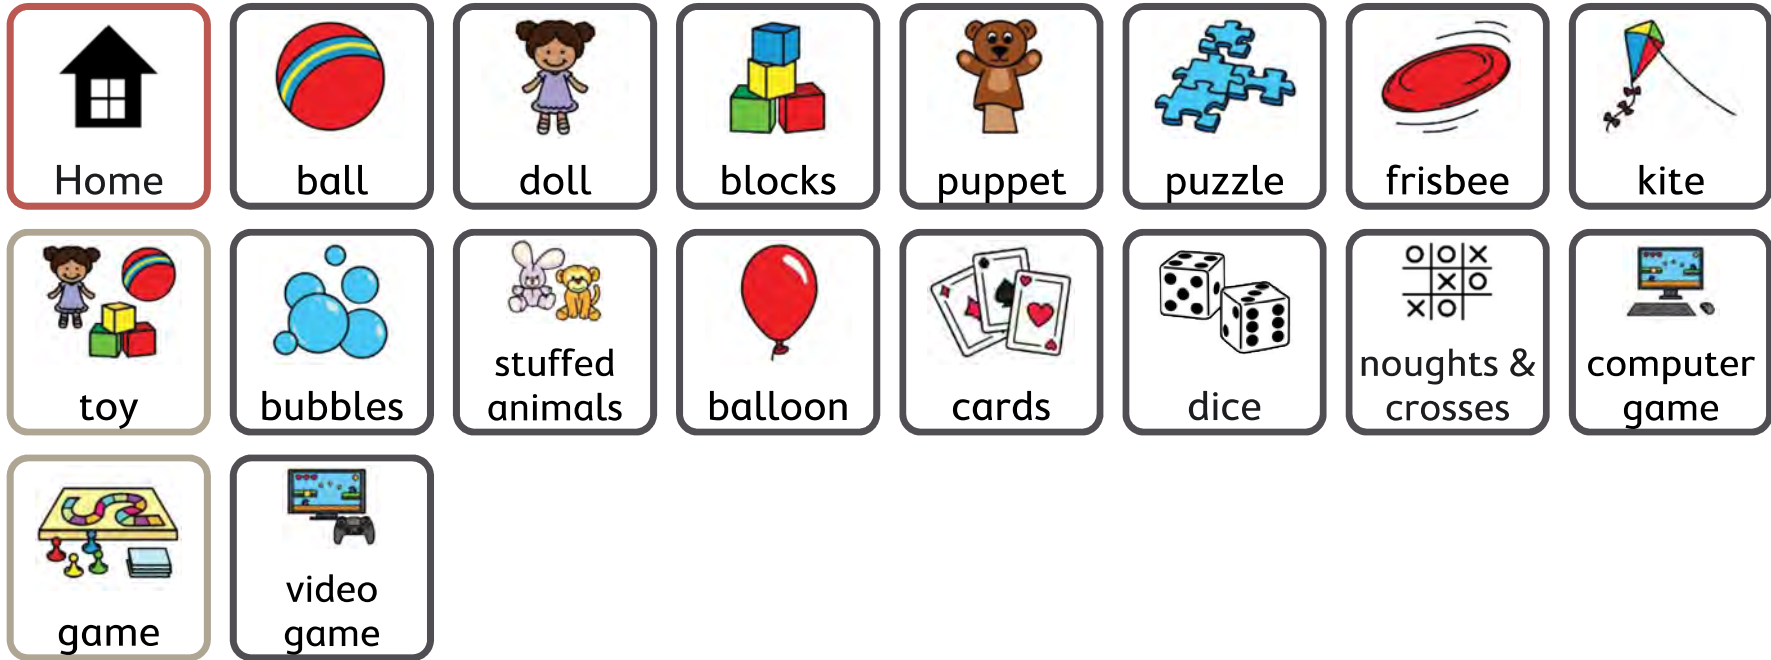 Home
ball
doll
blocks
puppet
puzzle
frisbee
kite
toy
bubbles
stuffed
animals
balloon
cards
dice
noughts &
crosses
computer
game
game
video
game